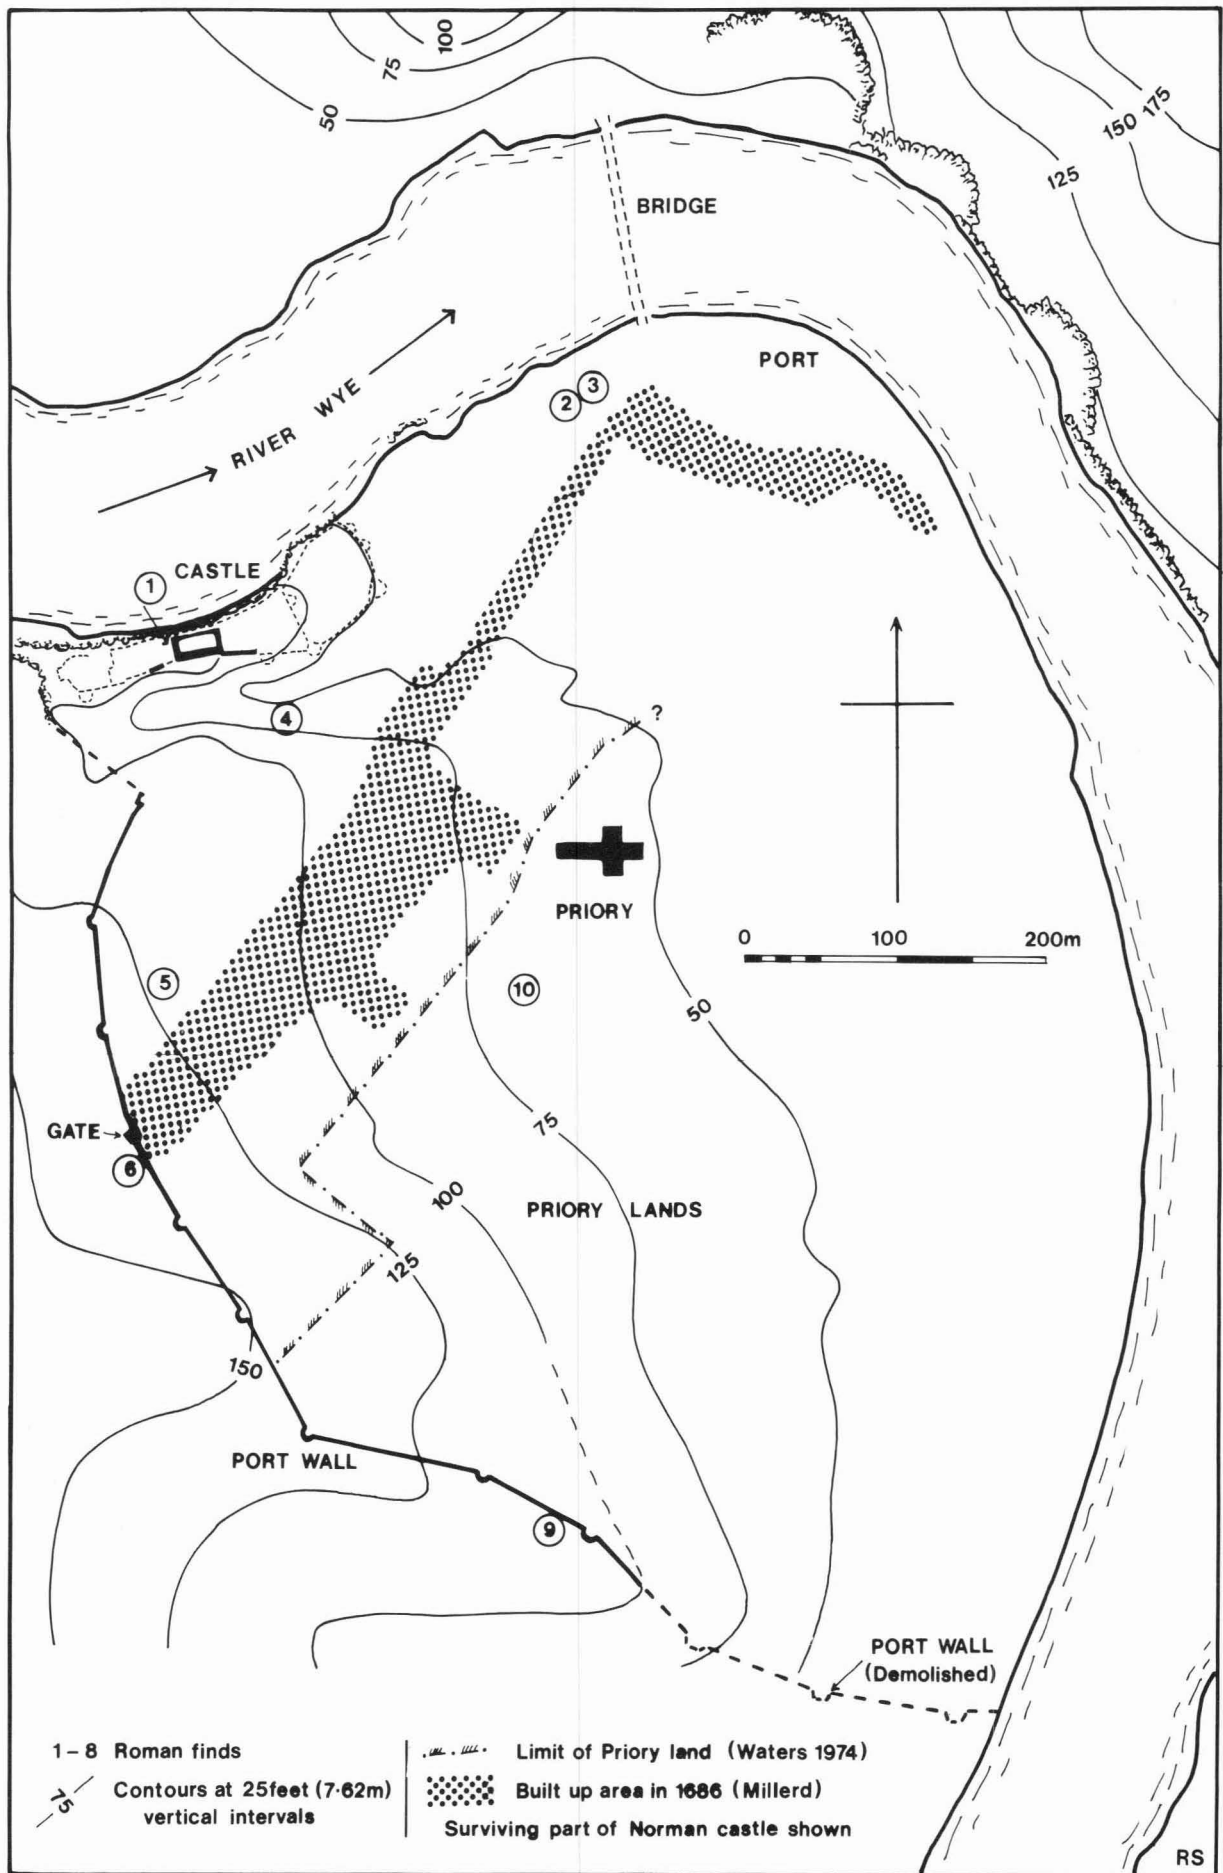 100
75
50
175
150
125
BRIDGE
PORT
3
2
RIVER WYE
CASTLE
1
4
?
PRIORY
0 100 200m
5
10
50
GATE
6
75
100
PRIORY LANDS
125
150
PORT WALL
9
PORT WALL
(Demolished)
1–8 Roman finds
75
Contours at 25feet (7·62m)
vertical intervals
Limit of Priory land (Waters 1974)
Built up area in 1686 (Millerd)
Surviving part of Norman castle shown
RS